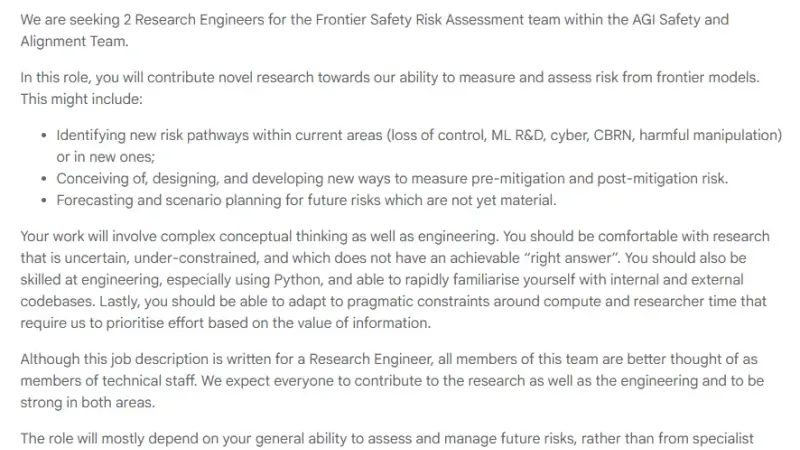 We are seeking 2 Research Engineers for the Frontier Safety Risk Assessment team within the AGI Safety and
Alignment Team.
In this role, you will contribute novel research towards our ability to measure and assess risk from frontier models.
This might include:
• Identifying new risk pathways within current areas (loss of control, ML R&D, cyber, CBRN, harmful manipulation)
or in new ones;
• Conceiving of, designing, and developing new ways to measure pre-mitigation and post-mitigation risk.
• Forecasting and scenario planning for future risks which are not yet material.
Your work will involve complex conceptual thinking as well as engineering. You should be comfortable with research
that is uncertain, under-constrained, and which does not have an achievable “right answer”. You should also be
skilled at engineering, especially using Python, and able to rapidly familiarise yourself with internal and external
codebases. Lastly, you should be able to adapt to pragmatic constraints around compute and researcher time that
require us to prioritise effort based on the value of information.
Although this job description is written for a Research Engineer, all members of this team are better thought of as
members of technical staff. We expect everyone to contribute to the research as well as the engineering and to be
strong in both areas.
The role will mostly depend on your general ability to assess and manage future risks, rather than from specialist